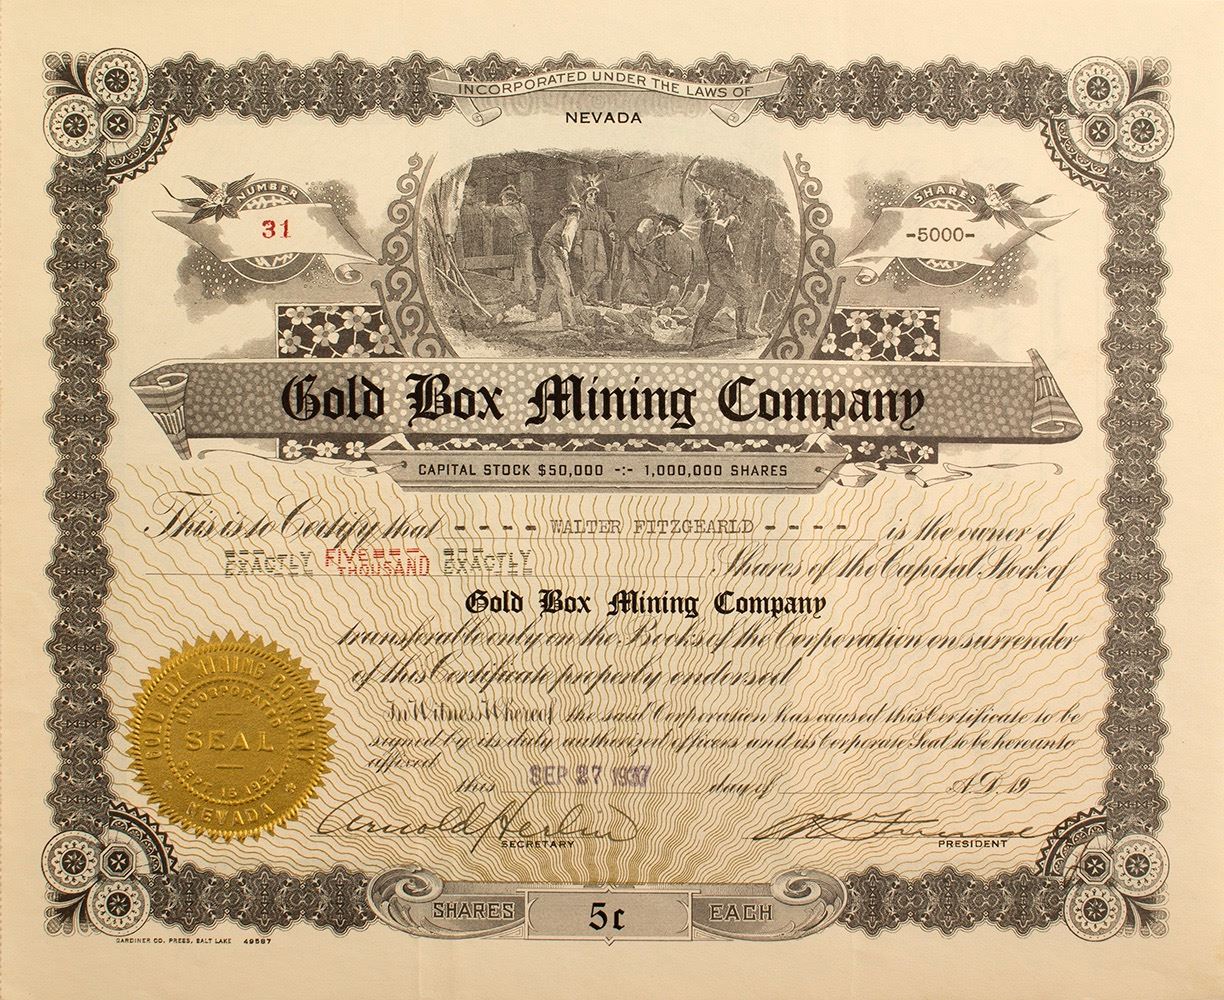 INCORPORATED UNDER THE LAWS OF
NEVADA
NUMBER
31
SHARES
-5000-
Gold Box Mining Company
CAPITAL STOCK $50,000 -:- 1,000,000 SHARES
This is to Certify that - - - - WALTER FITZGEARLD - - - - is the owner of
EXACTLY FIVE THOUSAND EXACTLY Shares of the Capital Stock of
Gold Box Mining Company
transferable only on the Books of the Corporation on surrender
of this Certificate properly endorsed
In Witness Whereof the said Corporation has caused this Certificate to be
signed by its duly authorized officers and its Corporate Seal to be hereunto
affixed
this SEP 27 1937 day of A.D. 19
GOLD BOX MINING COMPANY
INCORPORATED
SEAL
SEPT. 15 1937
NEVADA
Arnold
SECRETARY
PRESIDENT
SHARES 5¢ EACH
GARDINER CO. PRESS, SALT LAKE 49587